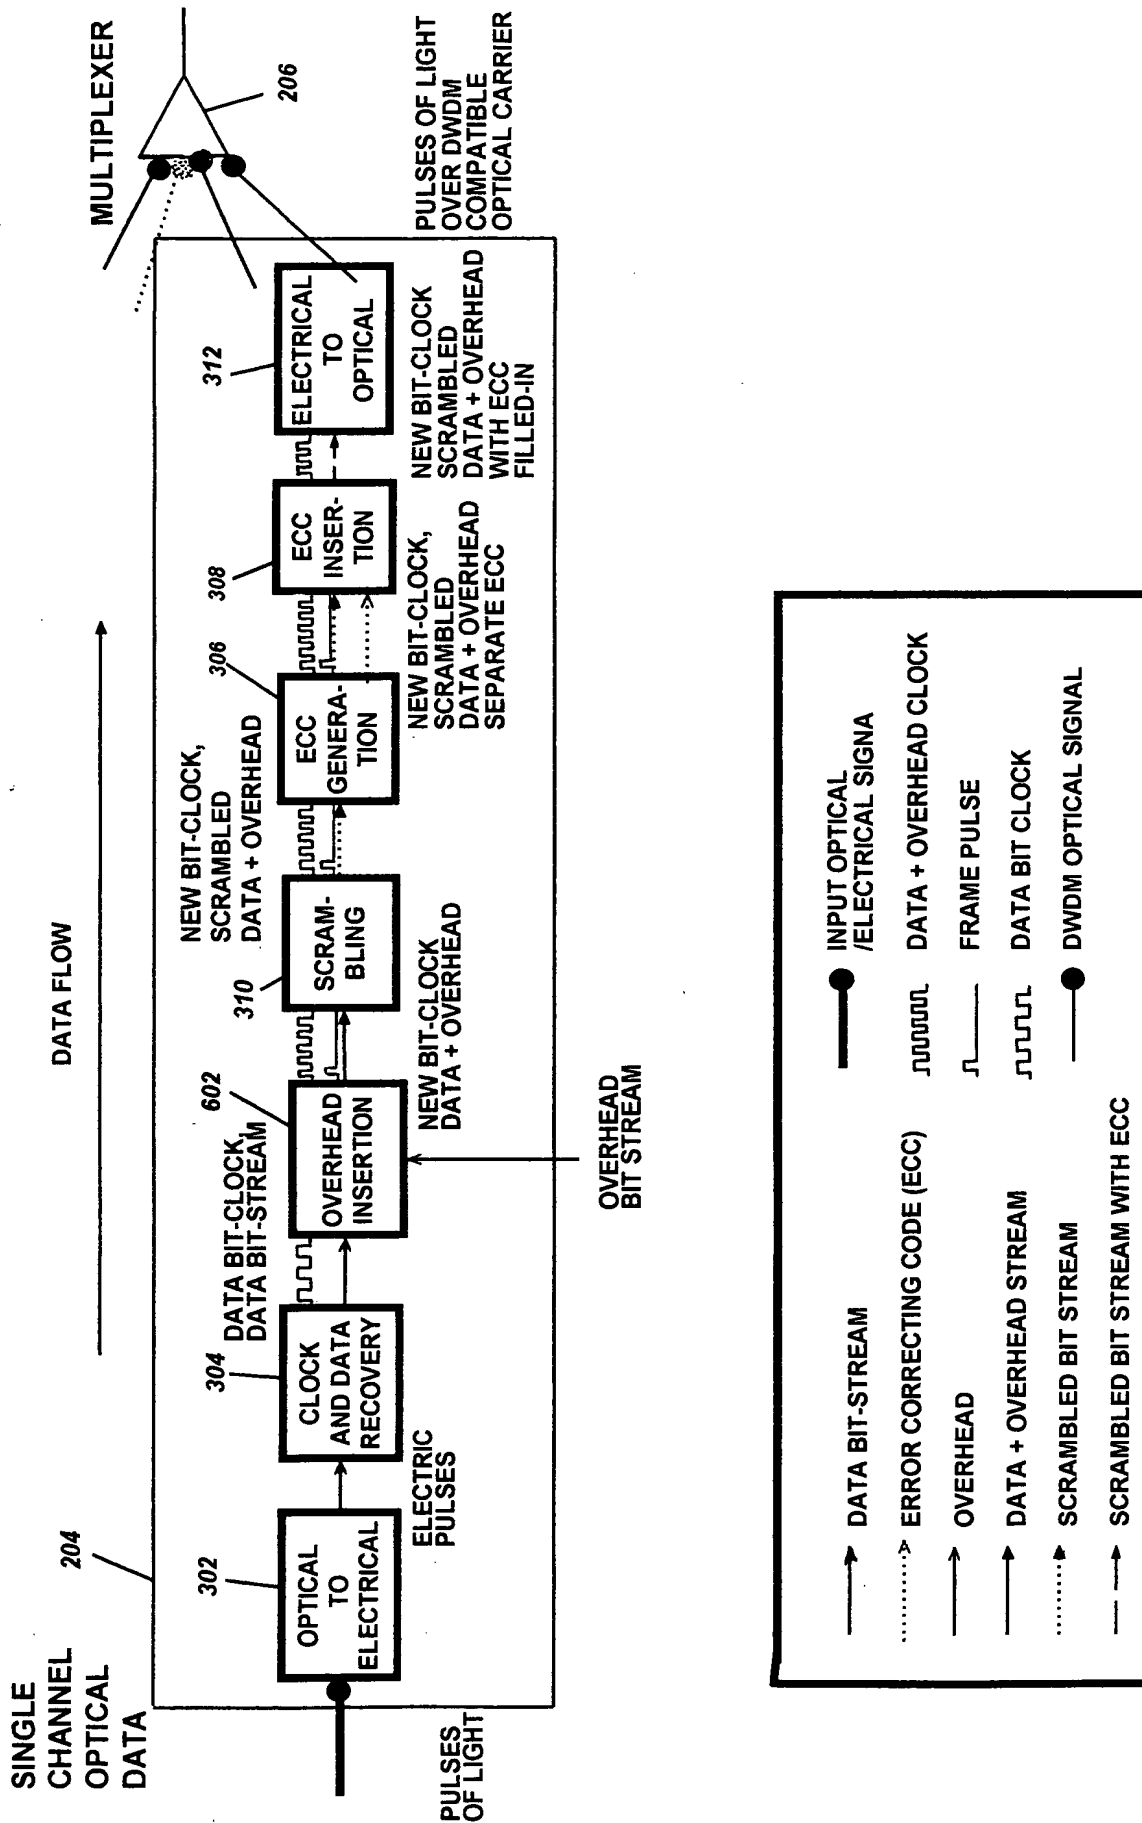 SINGLE
CHANNEL
OPTICAL
DATA
204
DATA FLOW
MULTIPLEXER
206
PULSES
OF LIGHT
302
OPTICAL
TO
ELECTRICAL
ELECTRIC
PULSES
304
CLOCK
AND DATA
RECOVERY
DATA BIT-CLOCK,
DATA BIT-STREAM
602
OVERHEAD
INSERTION
OVERHEAD
BIT STREAM
NEW BIT-CLOCK
DATA + OVERHEAD
310
SCRAM-
BLING
NEW BIT-CLOCK,
SCRAMBLED
DATA + OVERHEAD
306
ECC
GENERA-
TION
NEW BIT-CLOCK,
SCRAMBLED
DATA + OVERHEAD
SEPARATE ECC
308
ECC
INSER-
TION
NEW BIT-CLOCK
SCRAMBLED
DATA + OVERHEAD
WITH ECC
FILLED-IN
312
ELECTRICAL
TO
OPTICAL
PULSES OF LIGHT
OVER DWDM
COMPATIBLE
OPTICAL CARRIER
DATA BIT-STREAM
ERROR CORRECTING CODE (ECC)
OVERHEAD
DATA + OVERHEAD STREAM
SCRAMBLED BIT STREAM
SCRAMBLED BIT STREAM WITH ECC
INPUT OPTICAL
/ELECTRICAL SIGNA
DATA + OVERHEAD CLOCK
FRAME PULSE
DATA BIT CLOCK
DWDM OPTICAL SIGNAL